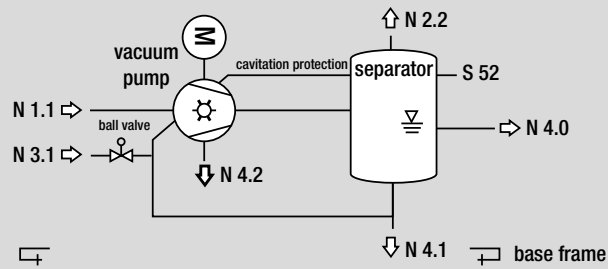 N 2.2
M
vacuum
pump
cavitation protection
separator
S 52
N 1.1
ball valve
N 4.0
N 3.1
N 4.2
N 4.1
base frame